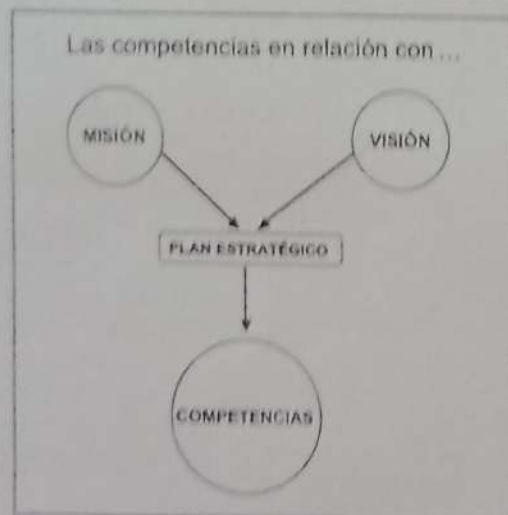 Las competencias en relación con ...
MISIÓN
VISIÓN
PLAN ESTRATÉGICO
COMPETENCIAS